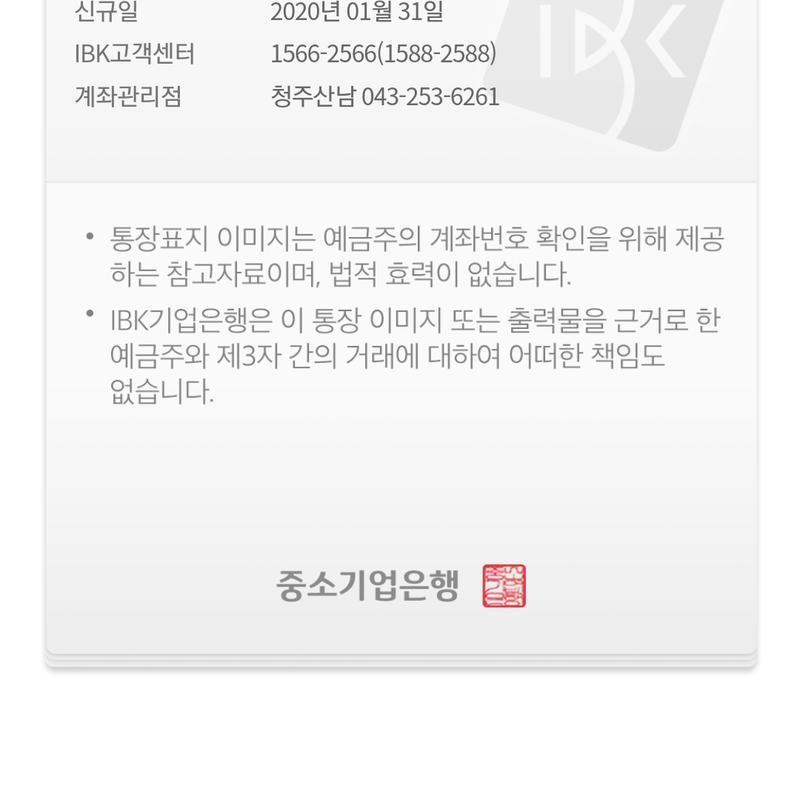 신규일 2020년 01월 31일
IBK
IBK고객센터 1566-2566(1588-2588)
계좌관리점 청주산남 043-253-6261
• 통장표지 이미지는 예금주의 계좌번호 확인을 위해 제공
하는 참고자료이며, 법적 효력이 없습니다.
• IBK기업은행은 이 통장 이미지 또는 출력물을 근거로 한
예금주와 제3자 간의 거래에 대하여 어떠한 책임도
없습니다.
중소기업은행